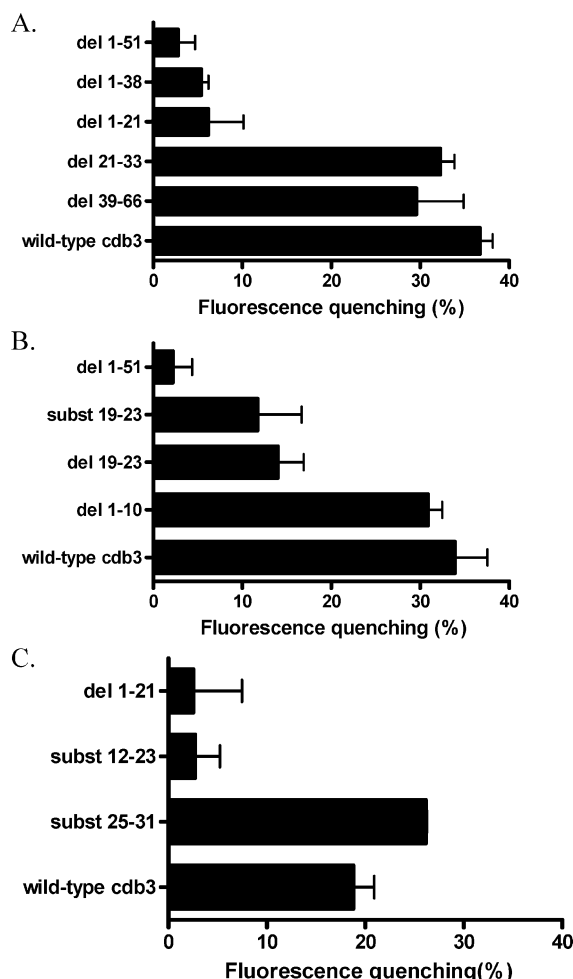 A.
del 1-51
del 1-38
del 1-21
del 21-33
del 39-66
wild-type cdb3
0 10 20 30 40
Fluorescence quenching (%)
B.
del 1-51
subst 19-23
del 19-23
del 1-10
wild-type cdb3
0 10 20 30 40
Fluorescence quenching (%)
C.
del 1-21
subst 12-23
subst 25-31
wild-type cdb3
0 10 20 30 40
Fluorescence quenching(%)